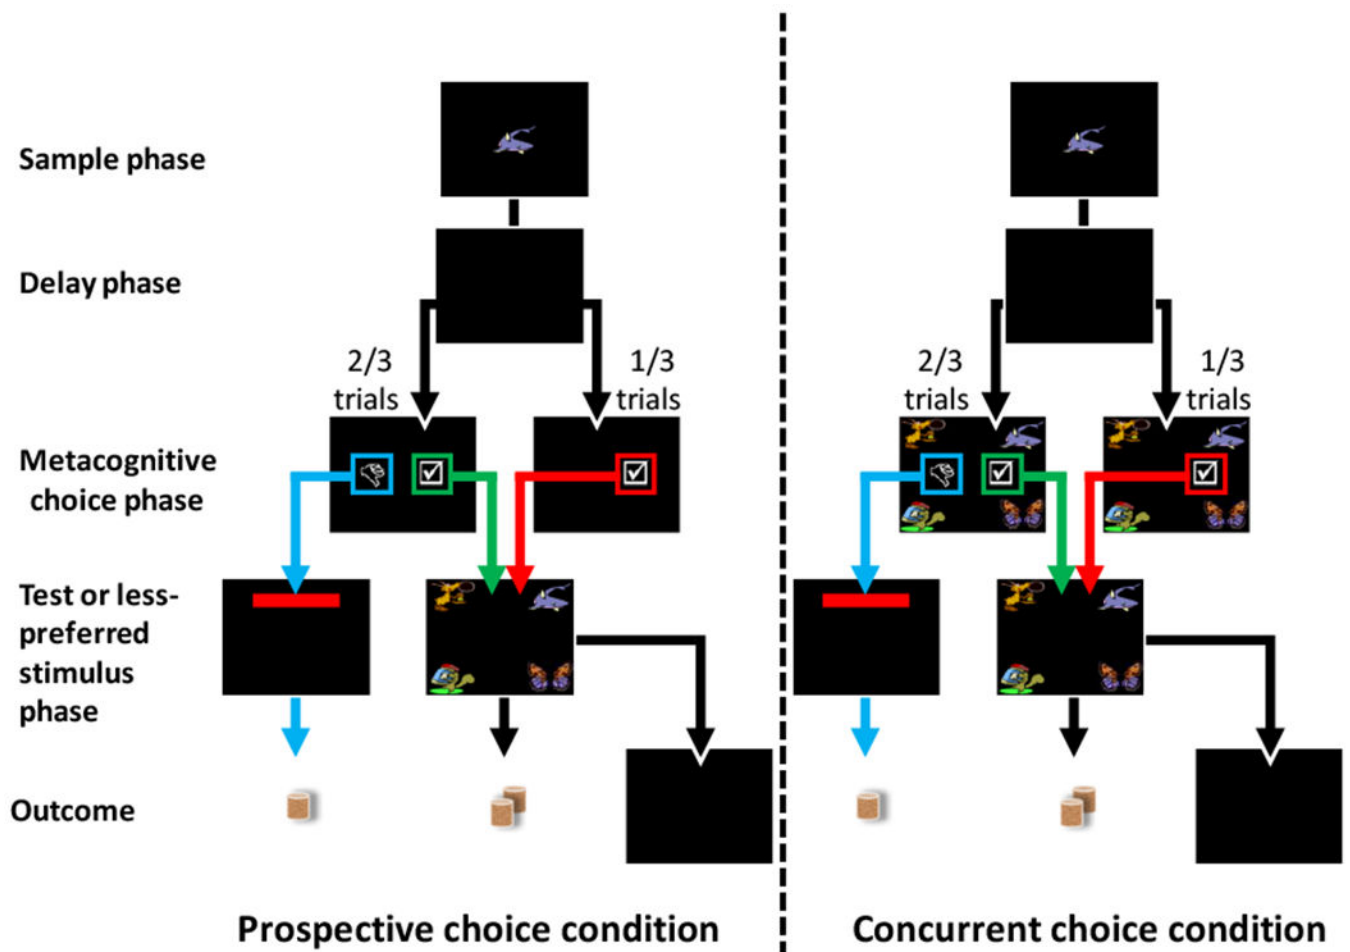 Sample phase
Delay phase
2/3
trials
1/3
trials
2/3
trials
1/3
trials
Metacognitive
choice phase
Test or less-
preferred
stimulus
phase
Outcome
Prospective choice condition
Concurrent choice condition